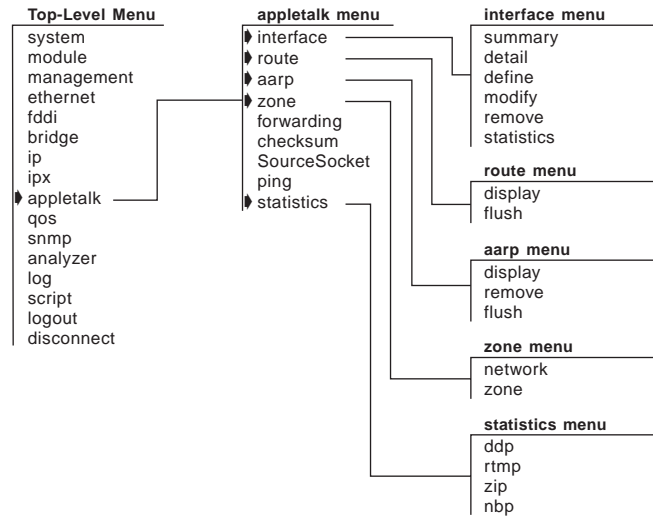 Top-Level Menu
system
module
management
ethernet
fddi
bridge
ip
ipx
appletalk
qos
snmp
analyzer
log
script
logout
disconnect
appletalk menu
interface
route
aarp
zone
forwarding
checksum
SourceSocket
ping
statistics
interface menu
summary
detail
define
modify
remove
statistics
route menu
display
flush
aarp menu
display
remove
flush
zone menu
network
zone
statistics menu
ddp
rtmp
zip
nbp